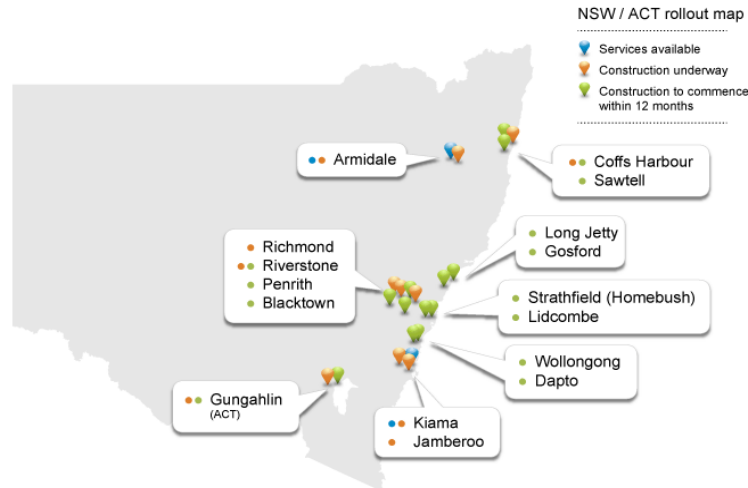 NSW / ACT rollout map
Services available
Construction underway
Construction to commence
within 12 months
Armidale
Coffs Harbour
Sawtell
Richmond
Riverstone
Penrith
Blacktown
Long Jetty
Gosford
Strathfield (Homebush)
Lidcombe
Wollongong
Dapto
Gungahlin
(ACT)
Kiama
Jamberoo